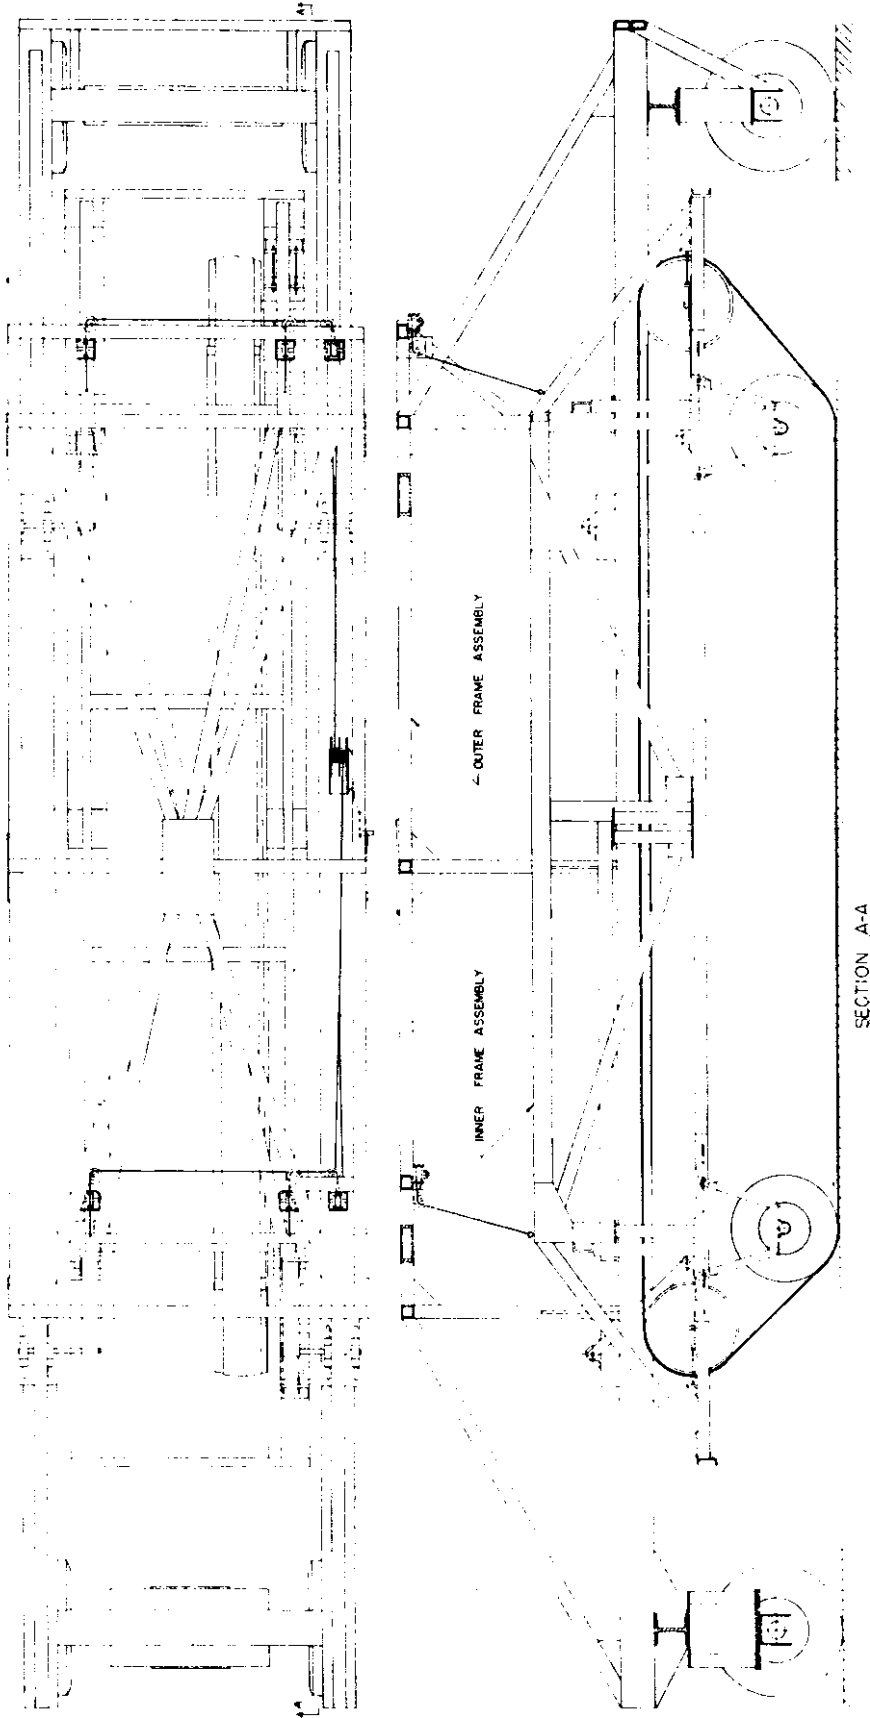 A
OUTER FRAME ASSEMBLY
INNER FRAME ASSEMBLY
A
SECTION A-A